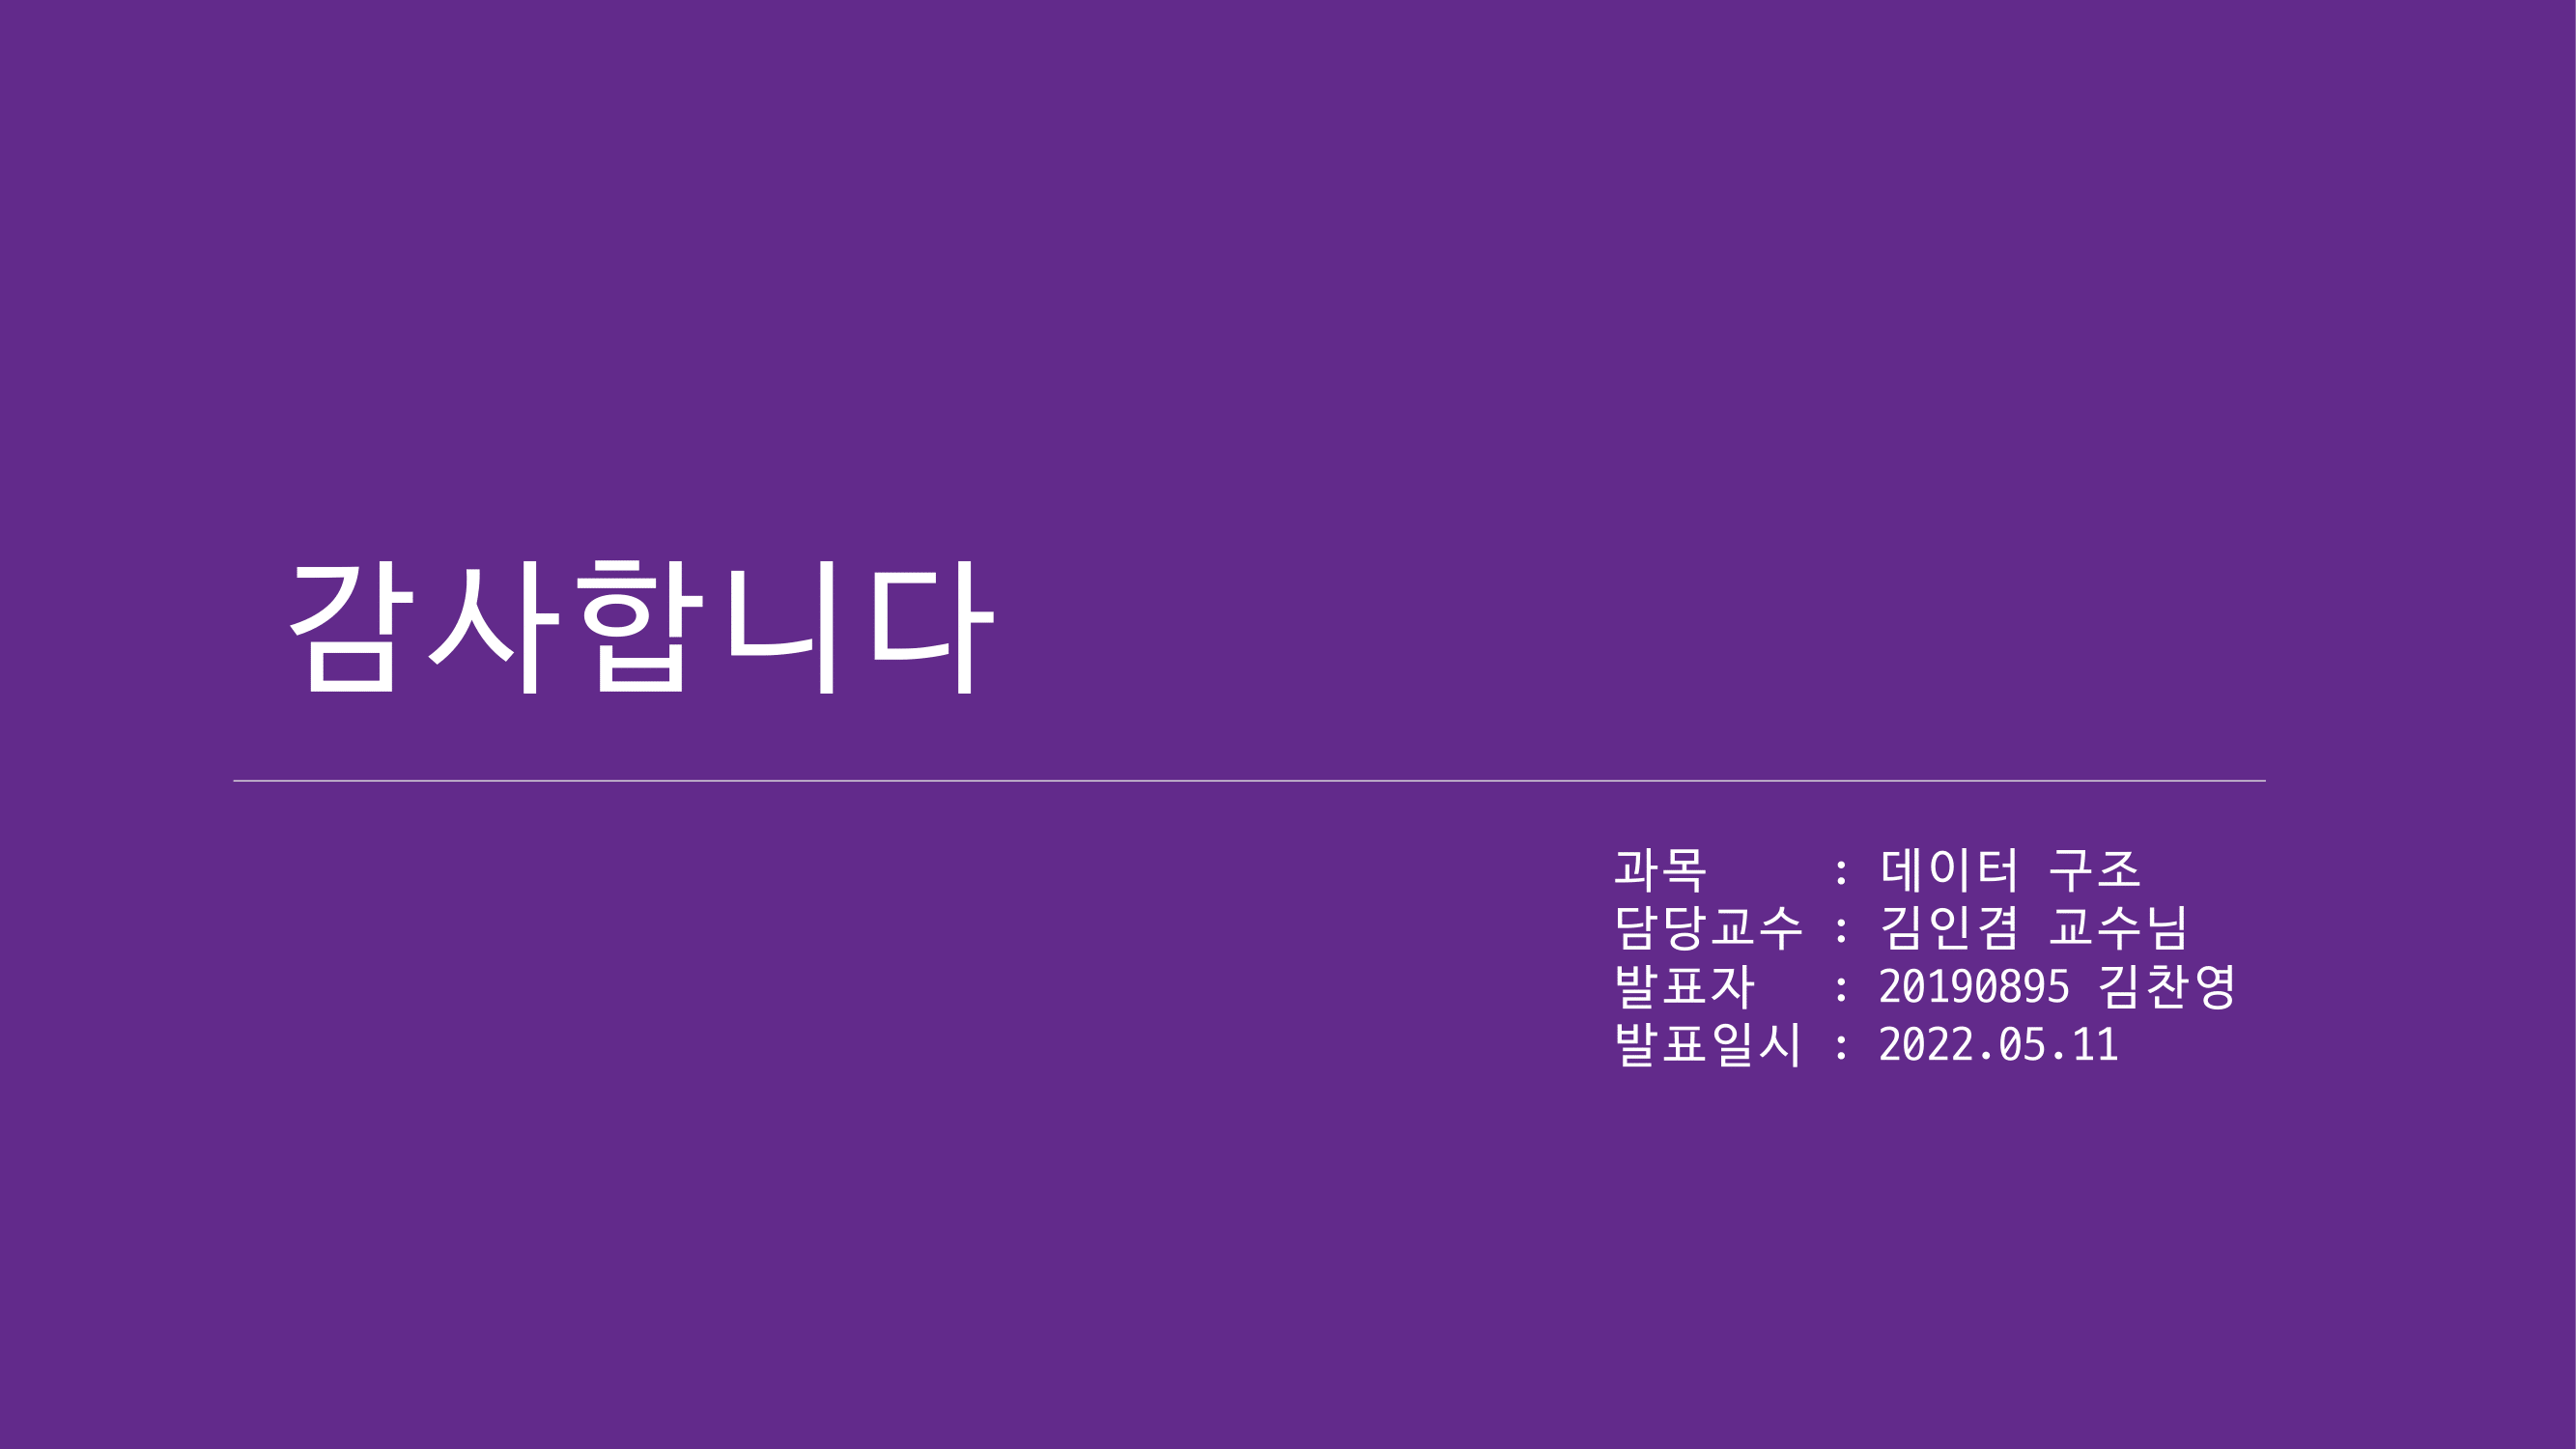 감사합니다
과목 : 데이터 구조
담당교수 : 김인겸 교수님
발표자 : 20190895 김찬영
발표일시 : 2022.05.11